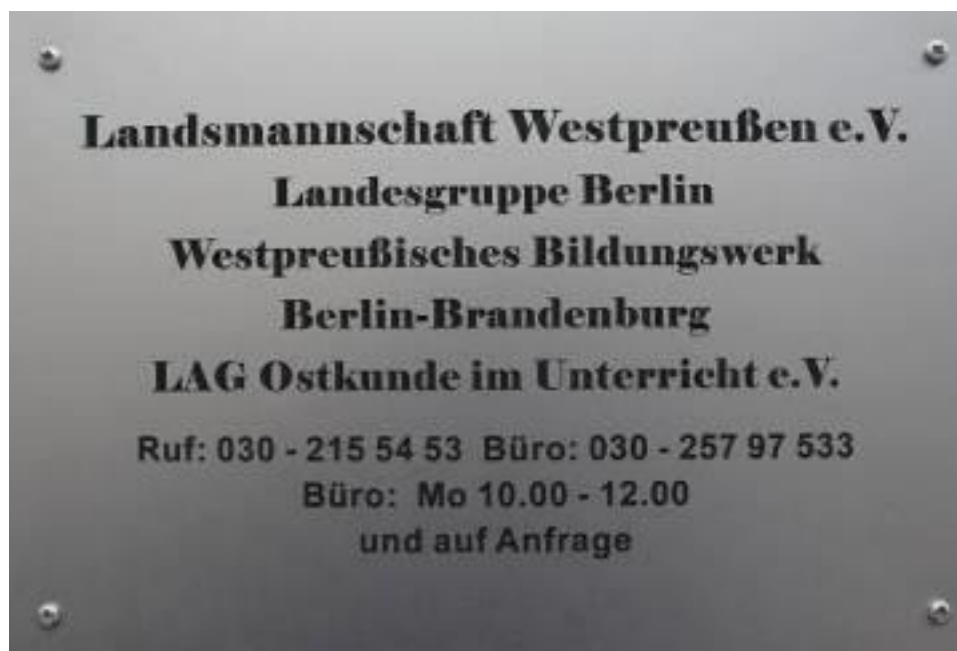 Landsmannschaft Westpreußen e.V.
Landesgruppe Berlin
Westpreußisches Bildungswerk
Berlin-Brandenburg
LAG Ostkunde im Unterricht e.V.
Ruf: 030 - 215 54 53  Büro: 030 - 257 97 533
Büro:  Mo 10.00 - 12.00
und auf Anfrage